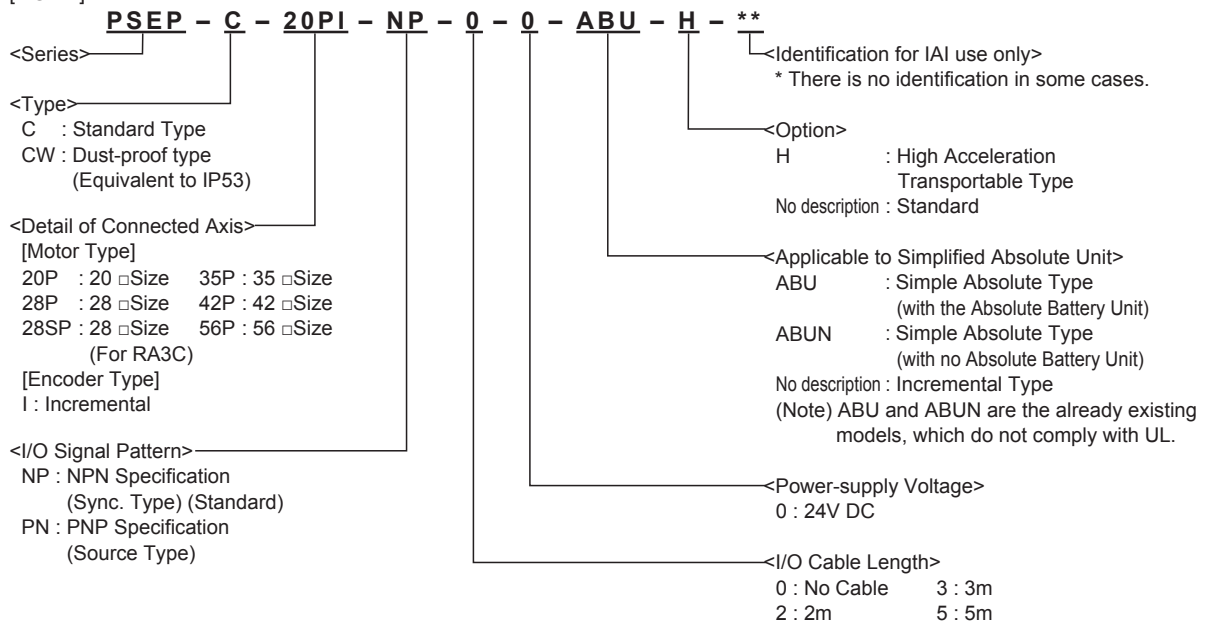 PSEP – C – 20PI – NP – 0 – 0 – ABU – H – **
<Series>
<Type>
C : Standard Type
CW : Dust-proof type
(Equivalent to IP53)
<Detail of Connected Axis>
[Motor Type]
20P : 20 □Size 35P : 35 □Size
28P : 28 □Size 42P : 42 □Size
28SP : 28 □Size 56P : 56 □Size
(For RA3C)
[Encoder Type]
I : Incremental
<I/O Signal Pattern>
NP : NPN Specification
(Sync. Type) (Standard)
PN : PNP Specification
(Source Type)
<Identification for IAI use only>
* There is no identification in some cases.
<Option>
H : High Acceleration
Transportable Type
No description : Standard
<Applicable to Simplified Absolute Unit>
ABU : Simple Absolute Type
(with the Absolute Battery Unit)
ABUN : Simple Absolute Type
(with no Absolute Battery Unit)
No description : Incremental Type
(Note) ABU and ABUN are the already existing
models, which do not comply with UL.
<Power-supply Voltage>
0 : 24V DC
<I/O Cable Length>
0 : No Cable 3 : 3m
2 : 2m 5 : 5m